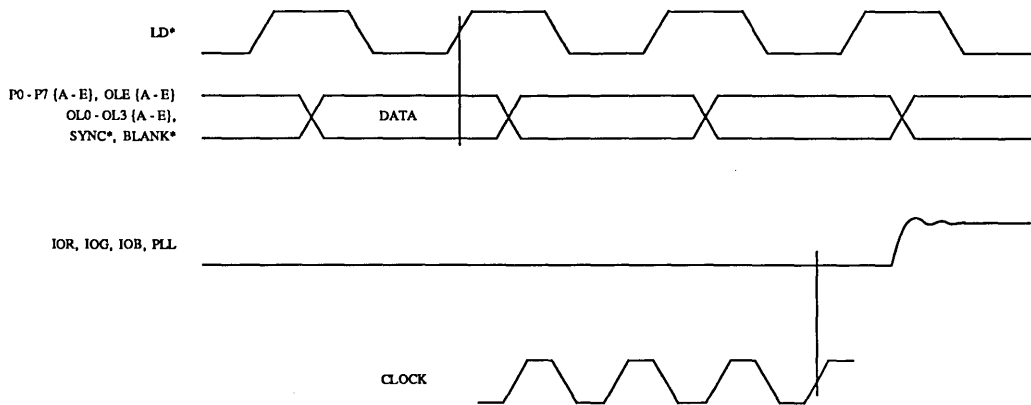 LD*
P0 - P7 {A - E}, OLE {A - E}
OL0 - OL3 {A - E},
SYNC*, BLANK*
DATA
IOR, IOG, IOB, PLL
CLOCK